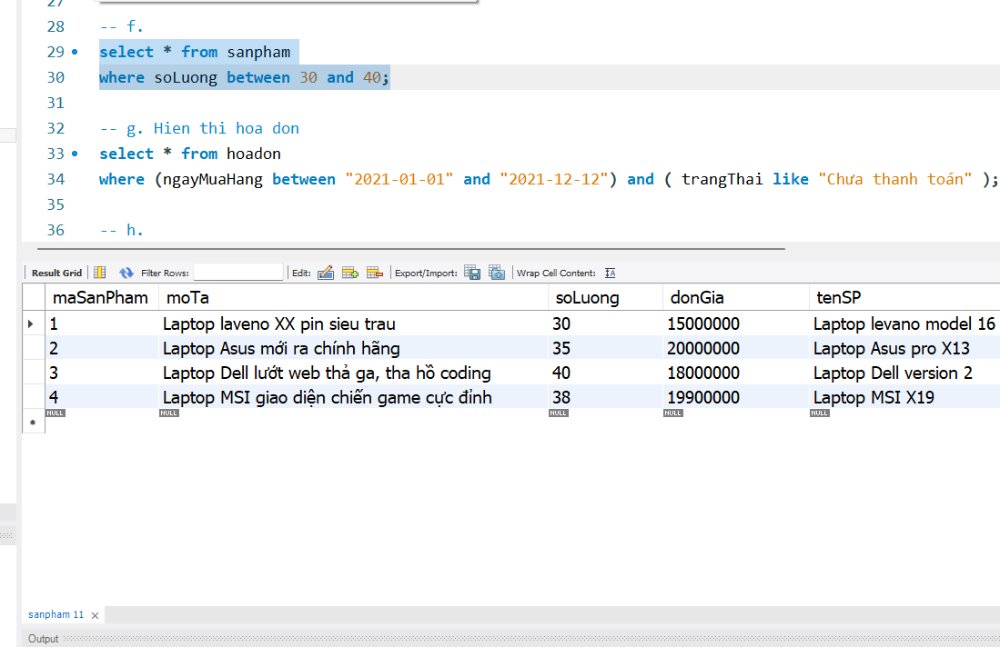 27
28 -- f.
29 select * from sanpham
30 where soLuong between 30 and 40;
31
32 -- g. Hien thi hoa don
33 select * from hoadon
34 where (ngayMuaHang between "2021-01-01" and "2021-12-12") and ( trangThai like "Chưa thanh toán" );
35
36 -- h.
Result Grid Filter Rows: Edit: Export/Import: Wrap Cell Content: IA
maSanPham moTa soLuong donGia tenSP
1 Laptop laveno XX pin sieu trau 30 15000000 Laptop levano model 16
2 Laptop Asus mới ra chính hãng 35 20000000 Laptop Asus pro X13
3 Laptop Dell lướt web thả ga, tha hồ coding 40 18000000 Laptop Dell version 2
4 Laptop MSI giao diện chiến game cực đỉnh 38 19900000 Laptop MSI X19
NULL NULL NULL NULL NULL
sanpham 11
Output